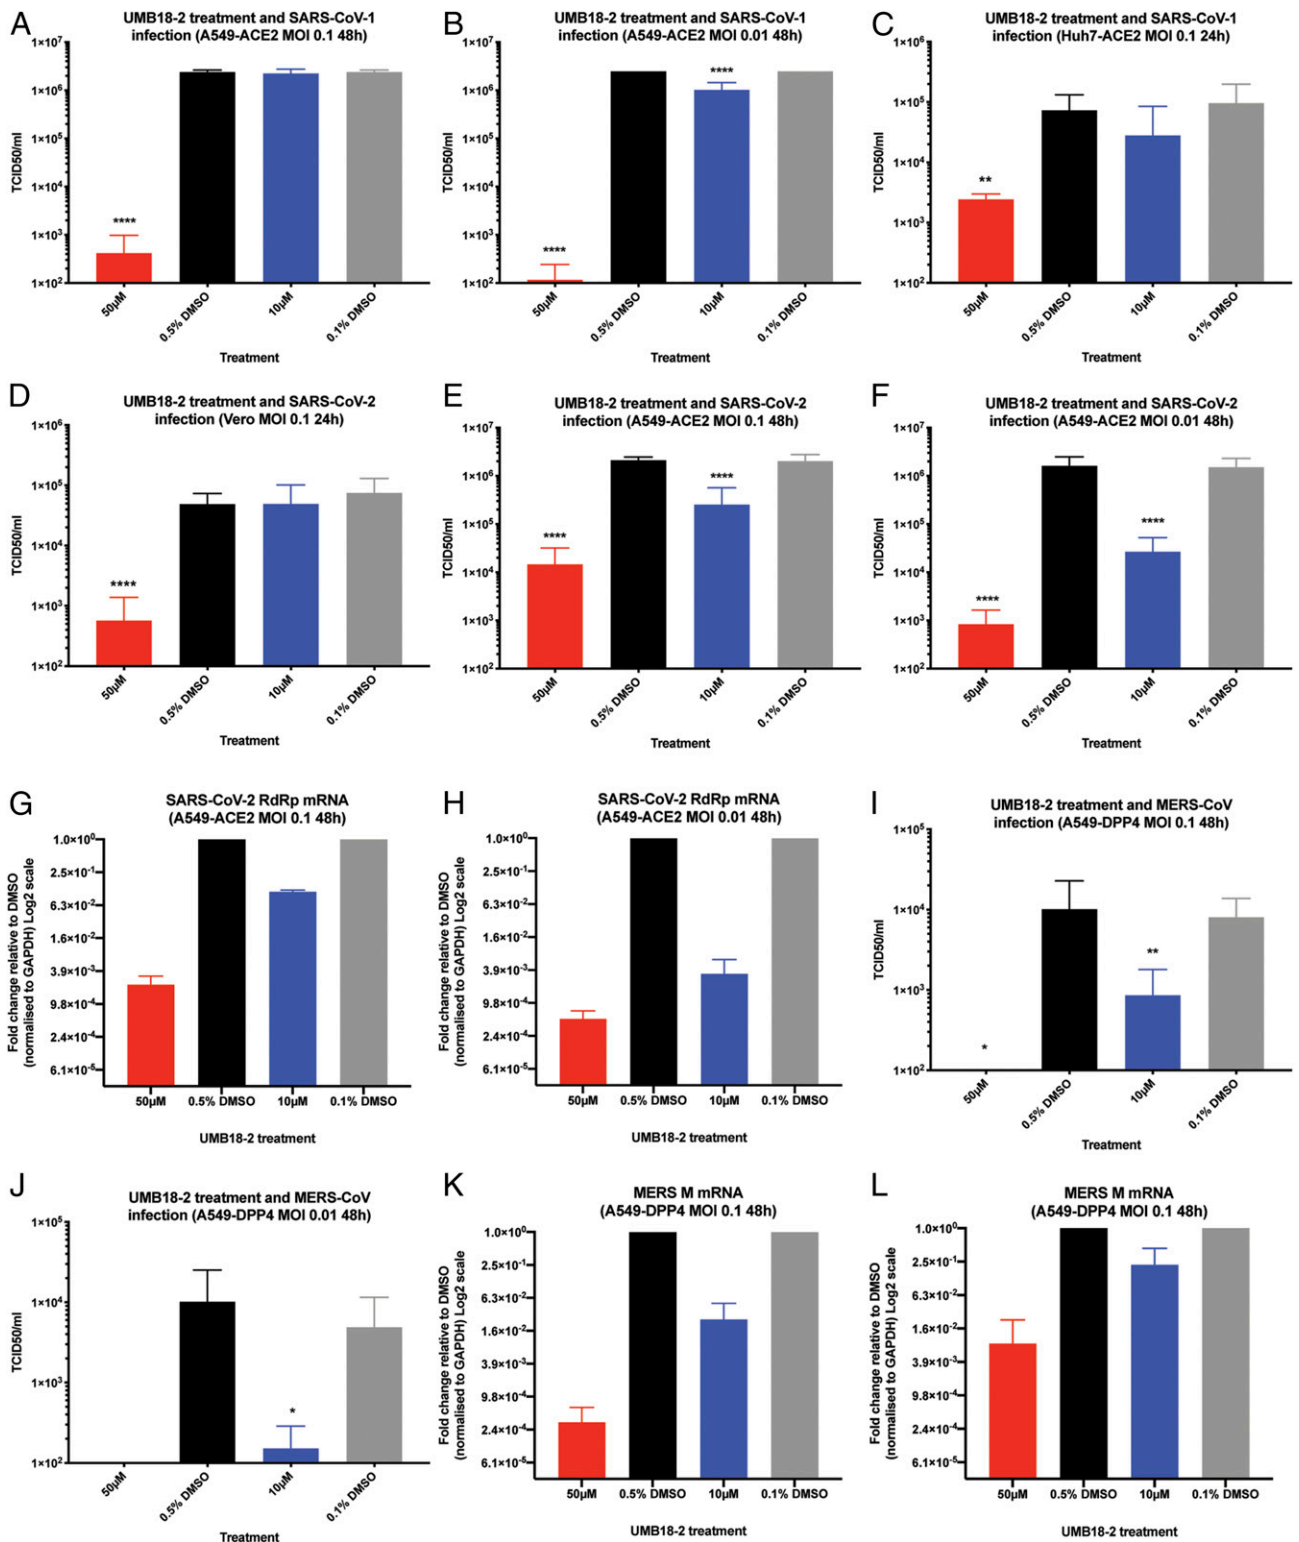 A
UMB18-2 treatment and SARS-CoV-1
infection (A549-ACE2 MOI 0.1 48h)
TCID50/ml
1×10⁷
1×10⁶
1×10⁵
1×10⁴
1×10³
1×10²
****
50µM
0.5% DMSO
10µM
0.1% DMSO
Treatment
B
UMB18-2 treatment and SARS-CoV-1
infection (A549-ACE2 MOI 0.01 48h)
TCID50/ml
1×10⁷
1×10⁶
1×10⁵
1×10⁴
1×10³
1×10²
****
****
50µM
0.5% DMSO
10µM
0.1% DMSO
Treatment
C
UMB18-2 treatment and SARS-CoV-1
infection (Huh7-ACE2 MOI 0.1 24h)
TCID50/ml
1×10⁶
1×10⁵
1×10⁴
1×10³
1×10²
**
50µM
0.5% DMSO
10µM
0.1% DMSO
Treatment
D
UMB18-2 treatment and SARS-CoV-2
infection (Vero MOI 0.1 24h)
TCID50/ml
1×10⁶
1×10⁵
1×10⁴
1×10³
1×10²
****
50µM
0.5% DMSO
10µM
0.1% DMSO
Treatment
E
UMB18-2 treatment and SARS-CoV-2
infection (A549-ACE2 MOI 0.1 48h)
TCID50/ml
1×10⁷
1×10⁶
1×10⁵
1×10⁴
1×10³
1×10²
****
****
50µM
0.5% DMSO
10µM
0.1% DMSO
Treatment
F
UMB18-2 treatment and SARS-CoV-2
infection (A549-ACE2 MOI 0.01 48h)
TCID50/ml
1×10⁷
1×10⁶
1×10⁵
1×10⁴
1×10³
1×10²
****
****
50µM
0.5% DMSO
10µM
0.1% DMSO
Treatment
G
SARS-CoV-2 RdRp mRNA
(A549-ACE2 MOI 0.1 48h)
Fold change relative to DMSO
(normalised to GAPDH) Log2 scale
1.0×10⁰
2.5×10⁻¹
6.3×10⁻²
1.6×10⁻²
3.9×10⁻³
9.8×10⁻⁴
2.4×10⁻⁴
6.1×10⁻⁵
50µM
0.5% DMSO
10µM
0.1% DMSO
UMB18-2 treatment
H
SARS-CoV-2 RdRp mRNA
(A549-ACE2 MOI 0.01 48h)
Fold change relative to DMSO
(normalised to GAPDH) Log2 scale
1.0×10⁰
2.5×10⁻¹
6.3×10⁻²
1.6×10⁻²
3.9×10⁻³
9.8×10⁻⁴
2.4×10⁻⁴
6.1×10⁻⁵
50µM
0.5% DMSO
10µM
0.1% DMSO
UMB18-2 treatment
I
UMB18-2 treatment and MERS-CoV
infection (A549-DPP4 MOI 0.1 48h)
TCID50/ml
1×10⁵
1×10⁴
1×10³
1×10²
*
**
50µM
0.5% DMSO
10µM
0.1% DMSO
Treatment
J
UMB18-2 treatment and MERS-CoV
infection (A549-DPP4 MOI 0.01 48h)
TCID50/ml
1×10⁵
1×10⁴
1×10³
1×10²
*
50µM
0.5% DMSO
10µM
0.1% DMSO
Treatment
K
MERS M mRNA
(A549-DPP4 MOI 0.1 48h)
Fold change relative to DMSO
(normalised to GAPDH) Log2 scale
1.0×10⁰
2.5×10⁻¹
6.3×10⁻²
1.6×10⁻²
3.9×10⁻³
9.8×10⁻⁴
2.4×10⁻⁴
6.1×10⁻⁵
50µM
0.5% DMSO
10µM
0.1% DMSO
UMB18-2 treatment
L
MERS M mRNA
(A549-DPP4 MOI 0.1 48h)
Fold change relative to DMSO
(normalised to GAPDH) Log2 scale
1.0×10⁰
2.5×10⁻¹
6.3×10⁻²
1.6×10⁻²
3.9×10⁻³
9.8×10⁻⁴
2.4×10⁻⁴
6.1×10⁻⁵
50µM
0.5% DMSO
10µM
0.1% DMSO
UMB18-2 treatment